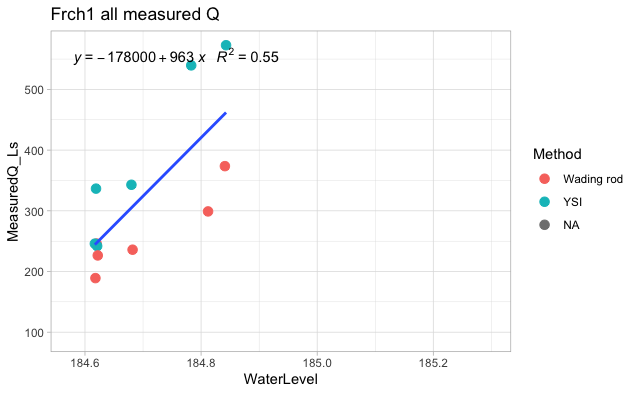 Frch1 all measured Q
y = − 178000 + 963 x   R² = 0.55
MeasuredQ_Ls
500
400
300
200
100
184.6 184.8 185.0 185.2
WaterLevel
Method
Wading rod
YSI
NA